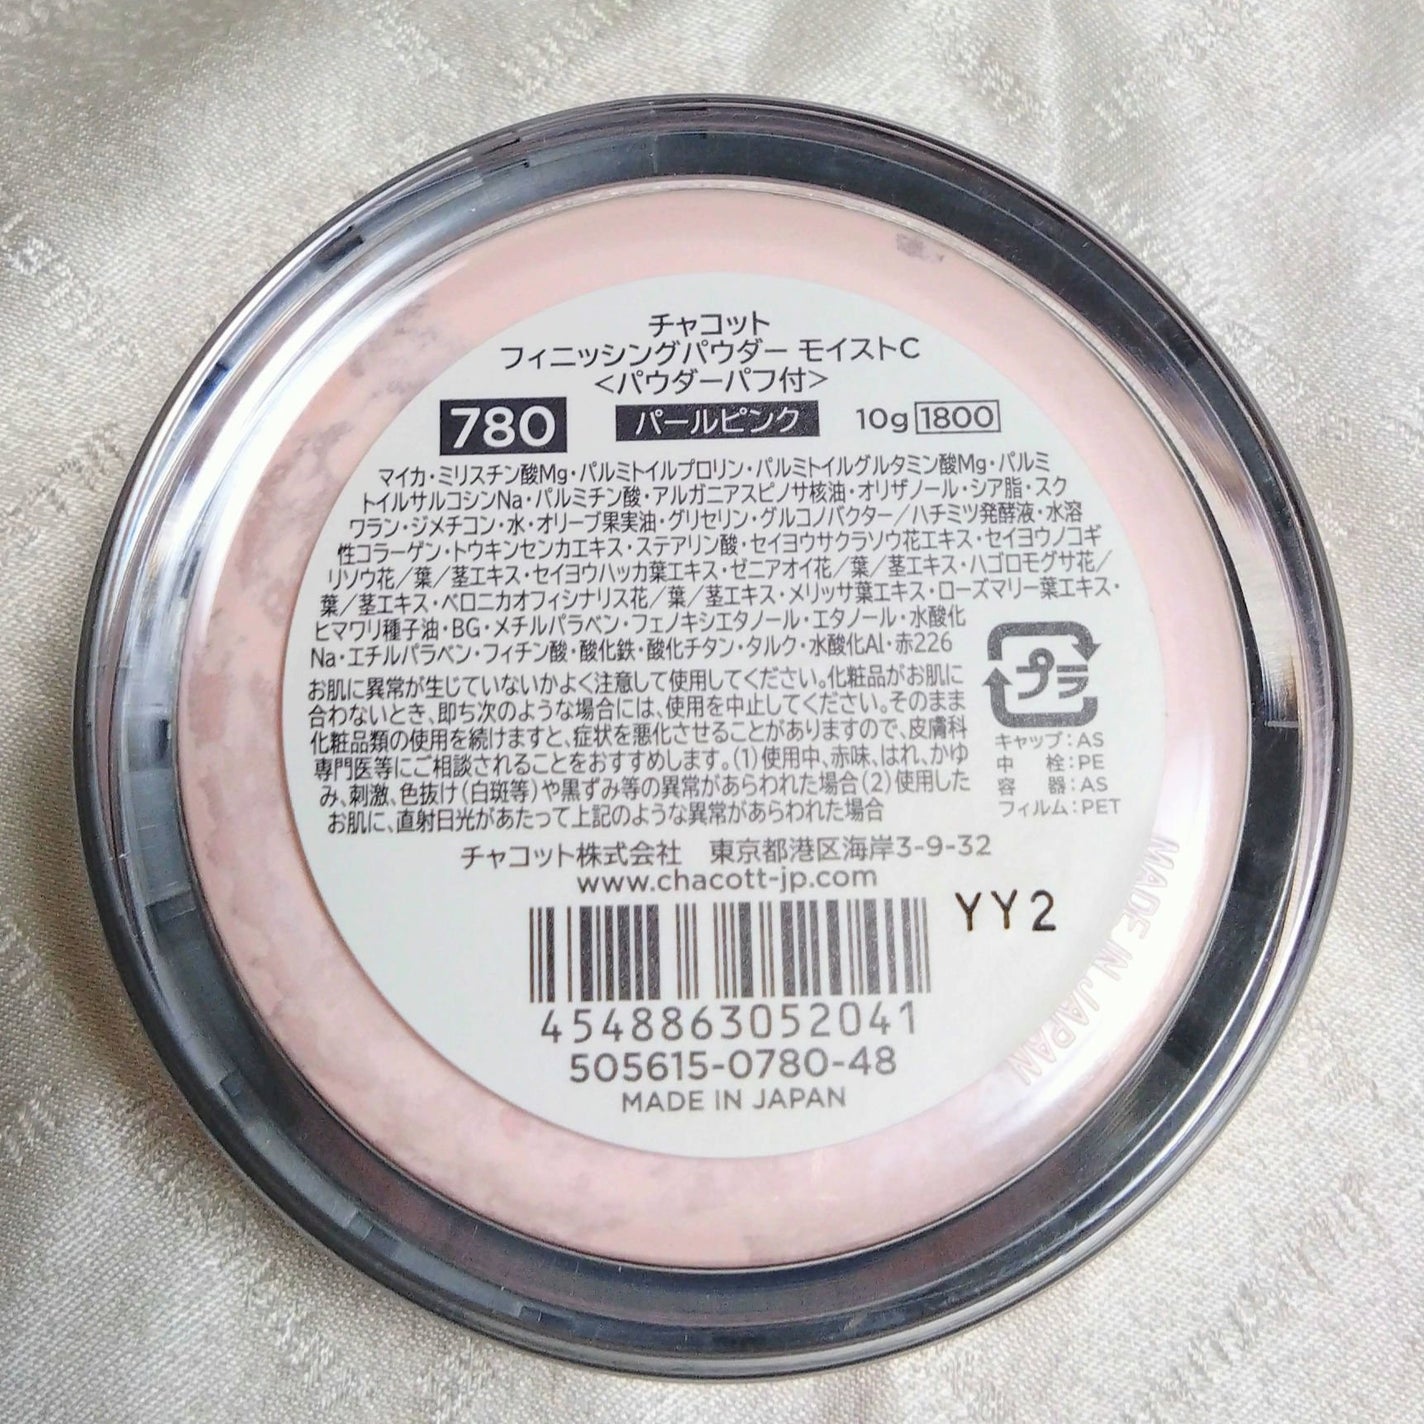 チャコット
フィニッシングパウダー モイストC
<パウダーパフ付>
780 パールピンク 10g 1800
マイカ・ミリスチン酸Mg・パルミトイルプロリン・パルミトイルグルタミン酸Mg・パルミ
トイルサルコシンNa・パルミチン酸・アルガニアスピノサ核油・オリザノール・シア脂・スク
ワラン・ジメチコン・水・オリーブ果実油・グリセリン・グルコノバクター/ハチミツ発酵液・水溶
性コラーゲン・トウキンセンカエキス・ステアリン酸・セイヨウサクラソウ花エキス・セイヨウノコギ
リソウ花/葉/茎エキス・セイヨウハッカ葉エキス・ゼニアオイ花/葉/茎エキス・ハゴロモグサ花/
葉/茎エキス・ベロニカオフィシナリス花/葉/茎エキス・メリッサ葉エキス・ローズマリー葉エキス・
ヒマワリ種子油・BG・メチルパラベン・フェノキシエタノール・エタノール・水酸化
Na・エチルパラベン・フィチン酸・酸化鉄・酸化チタン・タルク・水酸化Al・赤226
お肌に異常が生じていないかよく注意して使用してください。化粧品がお肌に
合わないとき、即ち次のような場合には、使用を中止してください。そのまま
化粧品類の使用を続けますと、症状を悪化させることがありますので、皮膚科
専門医等にご相談されることをおすすめします。(1)使用中、赤味、はれ、かゆ
み、刺激、色抜け(白斑等)や黒ずみ等の異常があらわれた場合(2)使用した
お肌に、直射日光があたって上記のような異常があらわれた場合
プラ
キャップ:AS
中 栓:PE
容 器:AS
フィルム:PET
チャコット株式会社 東京都港区海岸3-9-32
www.chacott-jp.com
YY2
4548863052041
505615-0780-48
MADE IN JAPAN
MADE IN JAPAN